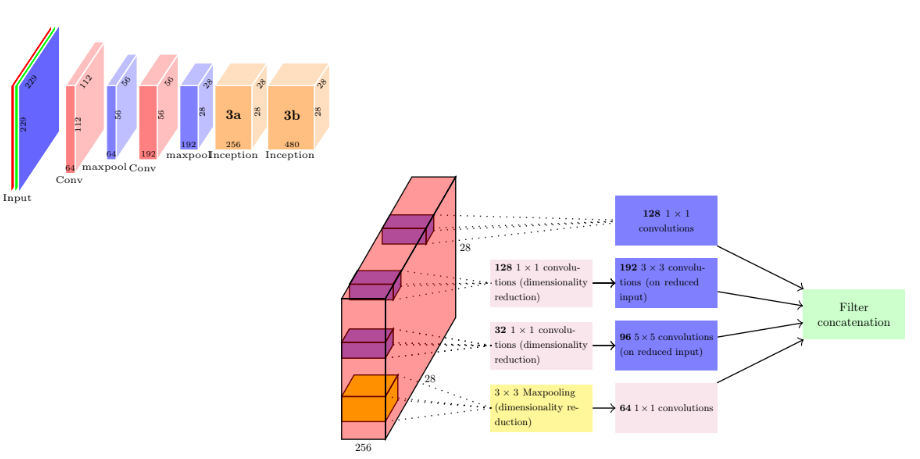 229
229
Input
112
112
64
Conv
56
56
64
maxpool
56
56
192
Conv
28
28
192
maxpool
28
28
3a
256
Inception
28
28
3b
480
Inception
28
28
256
128 1 × 1
convolutions
128 1 × 1 convolu-
tions (dimensionality
reduction)
192 3 × 3 convolu-
tions (on reduced
input)
32 1 × 1 convolu-
tions (dimensionality
reduction)
96 5×5 convolutions
(on reduced input)
3 × 3 Maxpooling
(dimensionality re-
duction)
64 1×1 convolutions
Filter
concatenation